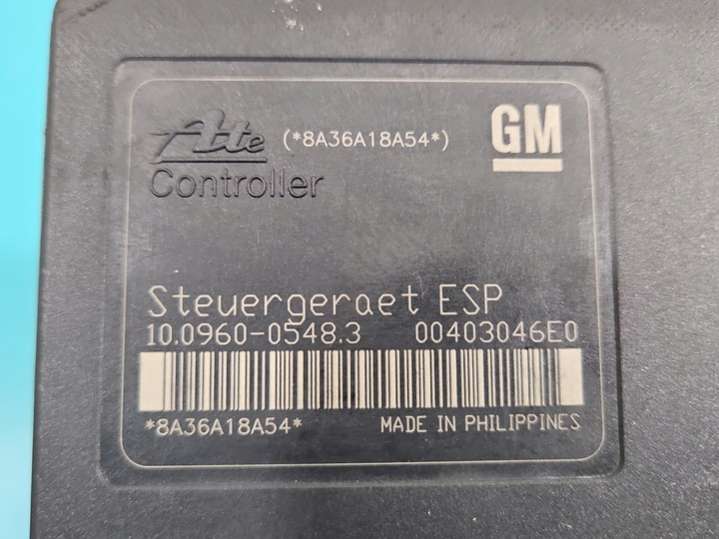 Ate (*8A36A18A54*) GM
Controller
Steuergeraet ESP
10.0960-0548.3 00403046E0
*8A36A18A54* MADE IN PHILIPPINES